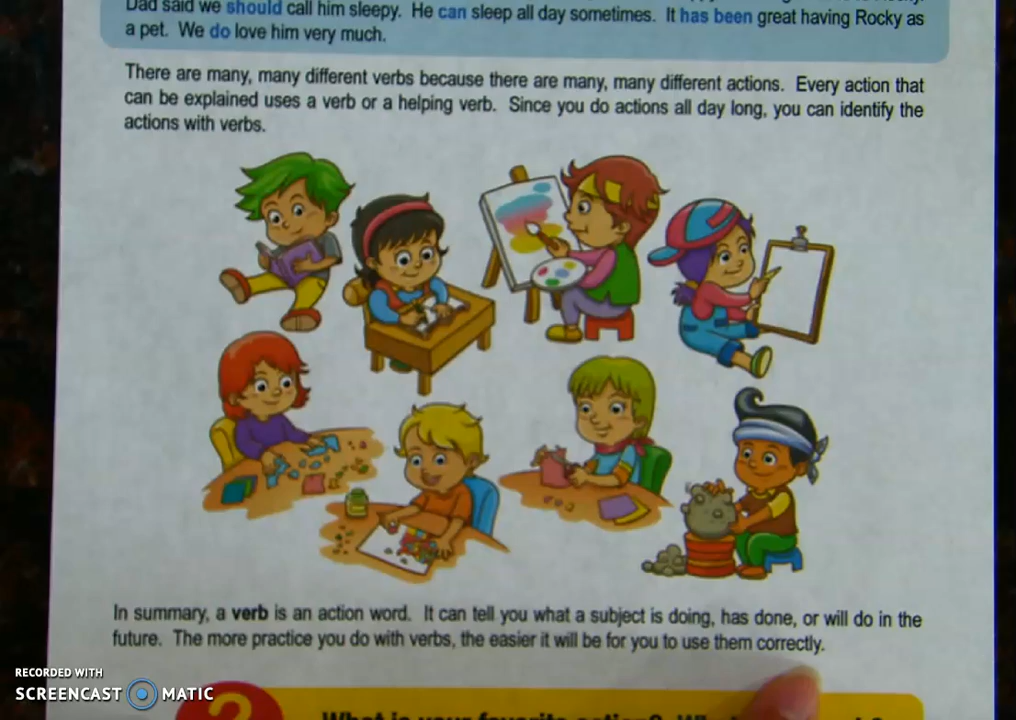 Dad said we should call him sleepy. He can sleep all day sometimes. It has been great having Rocky as
a pet. We do love him very much.
There are many, many different verbs because there are many, many different actions. Every action that
can be explained uses a verb or a helping verb. Since you do actions all day long, you can identify the
actions with verbs.
In summary, a verb is an action word. It can tell you what a subject is doing, has done, or will do in the
future. The more practice you do with verbs, the easier it will be for you to use them correctly.
RECORDED WITH
SCREENCAST MATIC
? What is your favorite action?